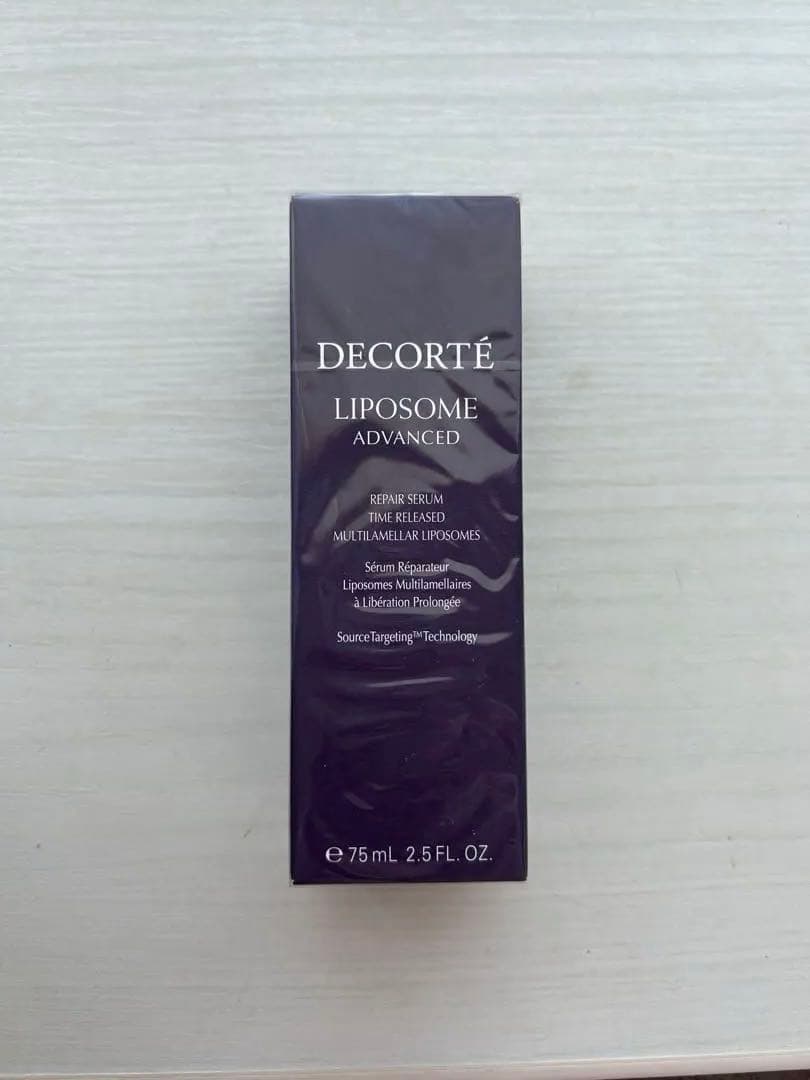 DECORTÉ
LIPOSOME
ADVANCED
REPAIR SERUM
TIME RELEASED
MULTILAMELLAR LIPOSOMES
Sérum Réparateur
Liposomes Multilamellaires
à Libération Prolongée
SourceTargeting™Technology
℮ 75 mL 2.5 FL. OZ.